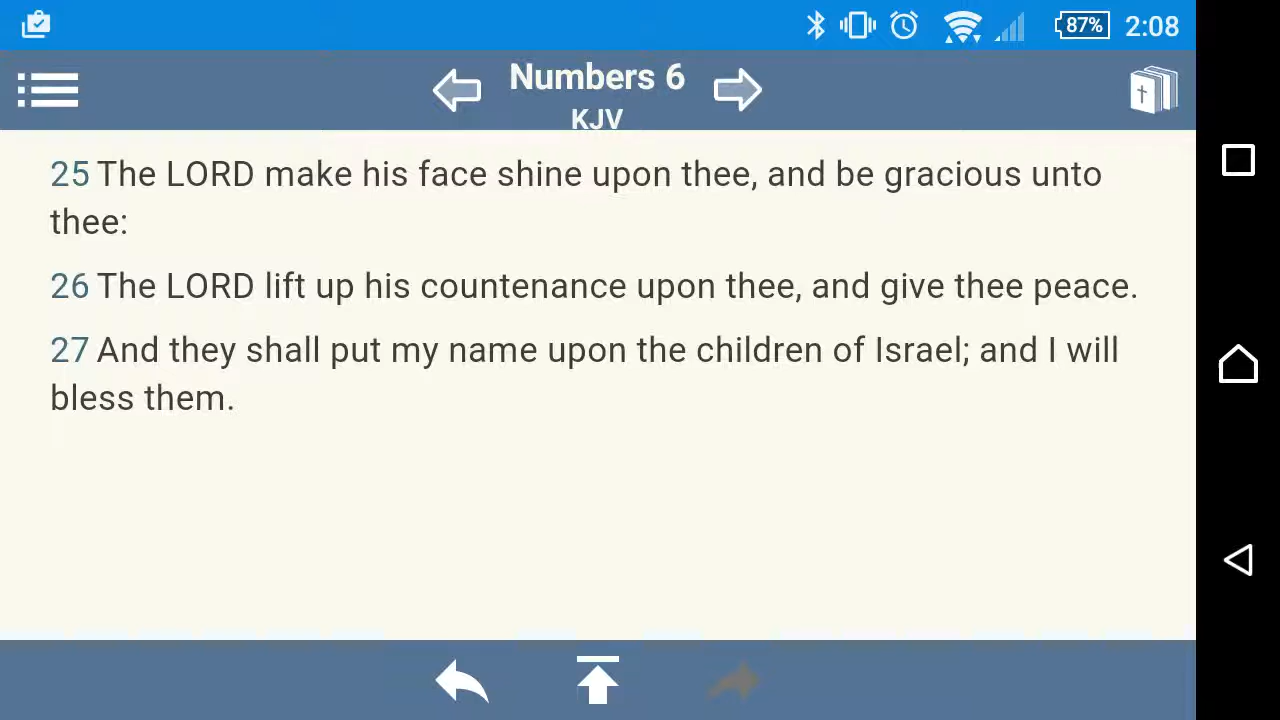 87% 2:08
Numbers 6
KJV
25 The LORD make his face shine upon thee, and be gracious unto
thee:
26 The LORD lift up his countenance upon thee, and give thee peace.
27 And they shall put my name upon the children of Israel; and I will
bless them.